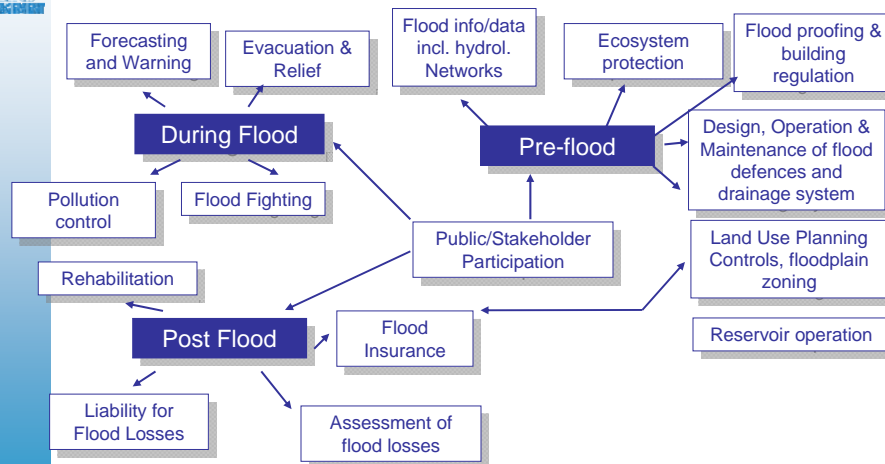 Forecasting
and Warning
Evacuation &
Relief
Flood info/data
incl. hydrol.
Networks
Ecosystem
protection
Flood proofing &
building
regulation
During Flood
Pre-flood
Design, Operation &
Maintenance of flood
defences and
drainage system
Pollution
control
Flood Fighting
Public/Stakeholder
Participation
Land Use Planning
Controls, floodplain
zoning
Rehabilitation
Post Flood
Flood
Insurance
Reservoir operation
Liability for
Flood Losses
Assessment of
flood losses